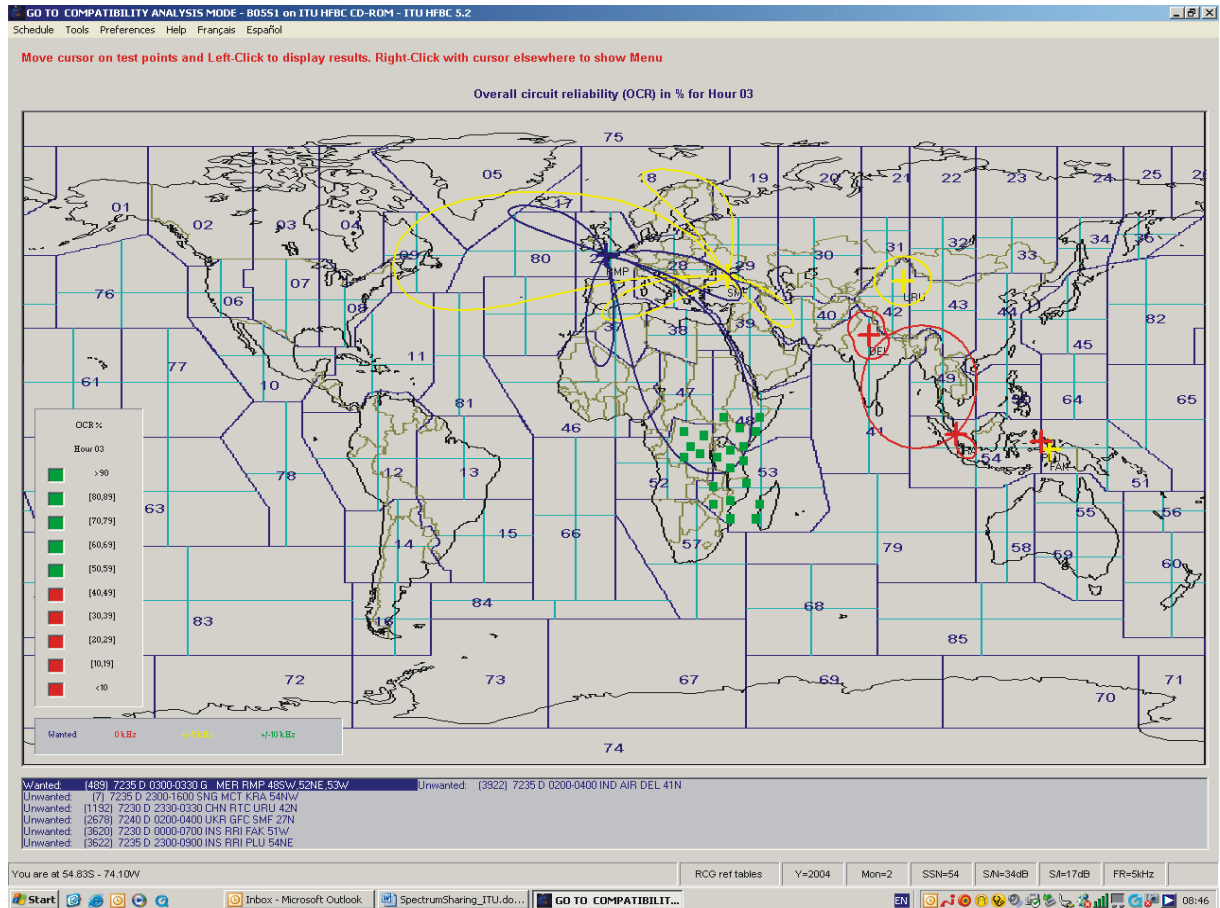 GO TO COMPATIBILITY ANALYSIS MODE - B05S1 on ITU HFBC CD-ROM - ITU HFBC 5.2
Schedule Tools Preferences Help Français Español
Move cursor on test points and Left-Click to display results. Right-Click with cursor elsewhere to show Menu
Overall circuit reliability (OCR) in % for Hour 03
75
05 18 19 20 21 22 23 24 25
01 02 03 04 17
09 80 28 29 30 31 32 33 34 35
RMP SMF URU
76 06 07 08 37 38 39 40 42 43 44 45 82
DEL
77 11 10 61 81 47 48 49 50 64 65
46 41
KRA PLU FAK
78 12 13 52 53 54 51
63 14 15 66 57 79 58 55 59 56 60
83 16 84 68 85
72 73 67 69 70 71
74
OCR %
Hour 03
>90
[80,89]
[70,79]
[60,69]
[50,59]
[40,49]
[30,39]
[20,29]
[10,19]
<10
Wanted 0 kHz +/-5 kHz +/-10 kHz
Wanted: (489) 7235 D 0300-0330 G MER RMP 48SW,52NE,53W Unwanted: (3922) 7235 D 0200-0400 IND AIR DEL 41N
Unwanted: (7) 7235 D 2300-1600 SNG MCT KRA 54NW
Unwanted: (1192) 7230 D 2330-0330 CHN RTC URU 42N
Unwanted: (2678) 7240 D 0200-0400 UKR GFC SMF 27N
Unwanted: (3620) 7230 D 0000-0700 INS RRI FAK 51W
Unwanted: (3622) 7235 D 2300-0900 INS RRI PLU 54NE
You are at 54.83S - 74.10W RCG ref tables Y=2004 Mon=2 SSN=54 S/N=34dB S/I=17dB FR=5kHz
Start Inbox - Microsoft Outlook SpectrumSharing_ITU.do... GO TO COMPATIBILIT... EN 08:46